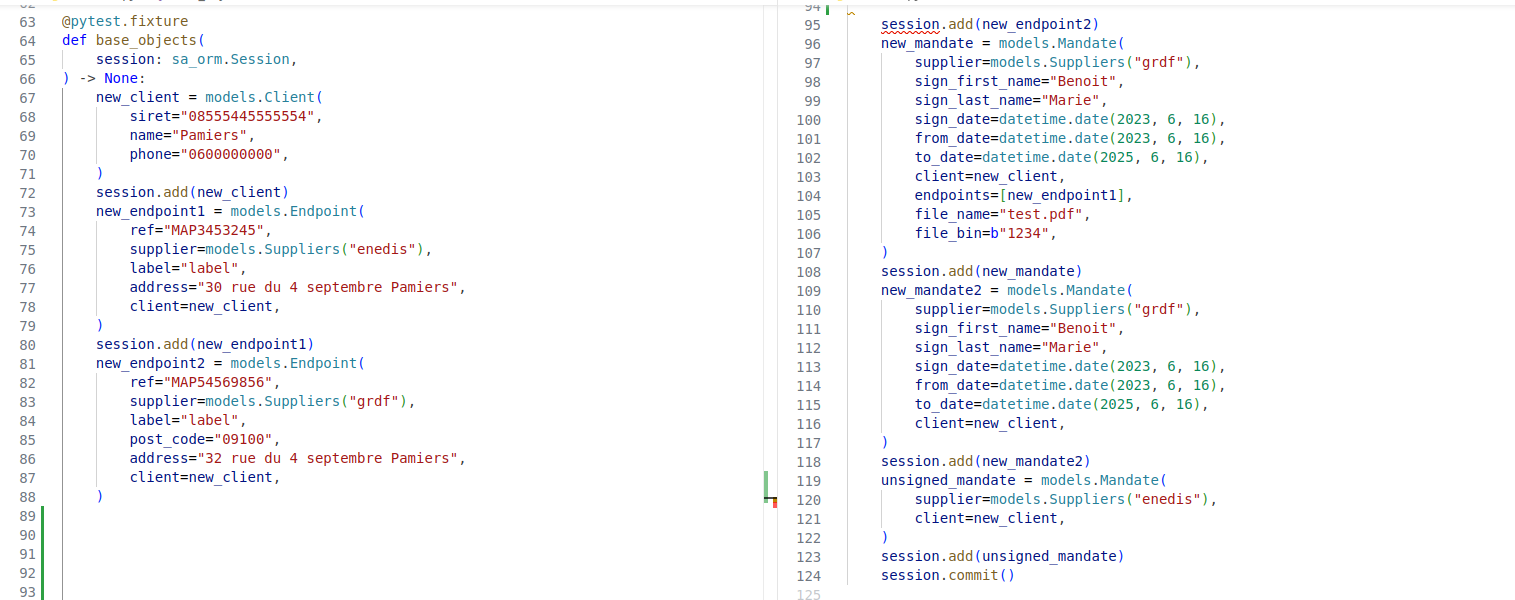 63 @pytest.fixture
64 def base_objects(
65     session: sa_orm.Session,
66 ) -> None:
67     new_client = models.Client(
68         siret="08555445555554",
69         name="Pamiers",
70         phone="0600000000",
71     )
72     session.add(new_client)
73     new_endpoint1 = models.Endpoint(
74         ref="MAP3453245",
75         supplier=models.Suppliers("enedis"),
76         label="label",
77         address="30 rue du 4 septembre Pamiers",
78         client=new_client,
79     )
80     session.add(new_endpoint1)
81     new_endpoint2 = models.Endpoint(
82         ref="MAP54569856",
83         supplier=models.Suppliers("grdf"),
84         label="label",
85         post_code="09100",
86         address="32 rue du 4 septembre Pamiers",
87         client=new_client,
88     )
89
90
91
92
93
94
95     session.add(new_endpoint2)
96     new_mandate = models.Mandate(
97         supplier=models.Suppliers("grdf"),
98         sign_first_name="Benoit",
99         sign_last_name="Marie",
100         sign_date=datetime.date(2023, 6, 16),
101         from_date=datetime.date(2023, 6, 16),
102         to_date=datetime.date(2025, 6, 16),
103         client=new_client,
104         endpoints=[new_endpoint1],
105         file_name="test.pdf",
106         file_bin=b"1234",
107     )
108     session.add(new_mandate)
109     new_mandate2 = models.Mandate(
110         supplier=models.Suppliers("grdf"),
111         sign_first_name="Benoit",
112         sign_last_name="Marie",
113         sign_date=datetime.date(2023, 6, 16),
114         from_date=datetime.date(2023, 6, 16),
115         to_date=datetime.date(2025, 6, 16),
116         client=new_client,
117     )
118     session.add(new_mandate2)
119     unsigned_mandate = models.Mandate(
120         supplier=models.Suppliers("enedis"),
121         client=new_client,
122     )
123     session.add(unsigned_mandate)
124     session.commit()
125